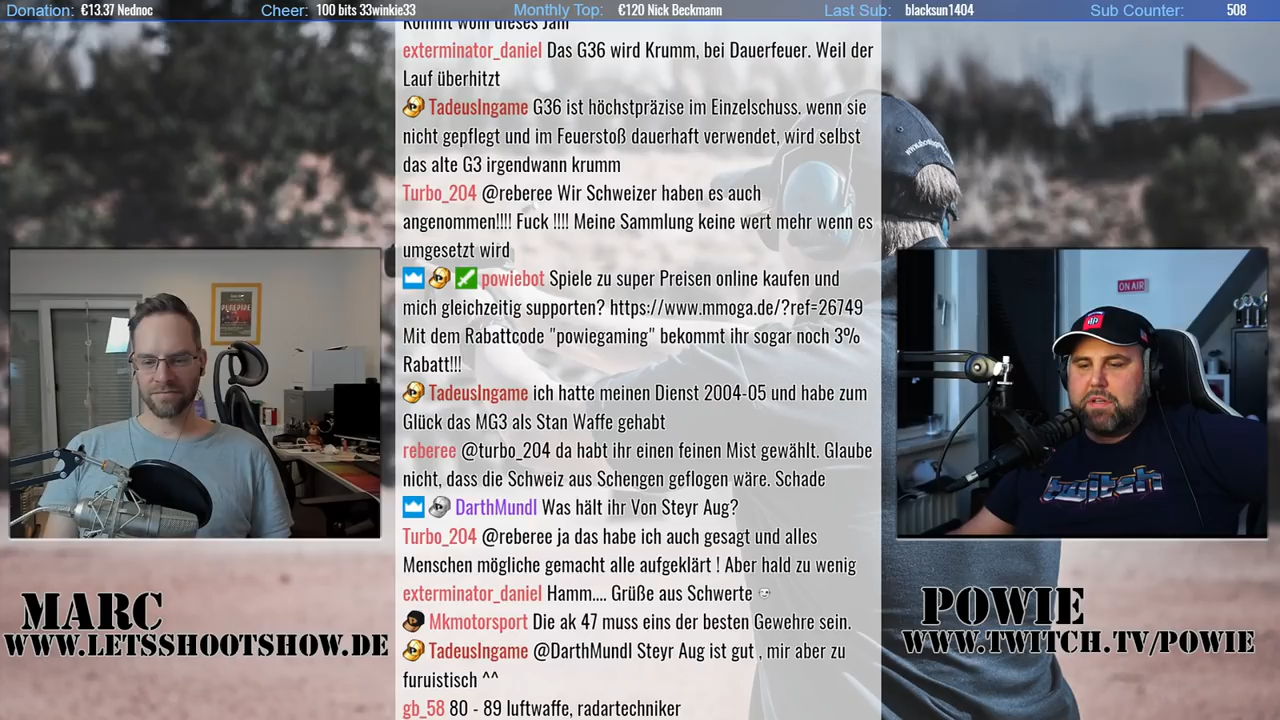 Donation: €13.37 Nednoc Cheer: 100 bits 33winkie33 Monthly Top: €120 Nick Beckmann Last Sub: blacksun1404 Sub Counter: 508
kommt wohl dieses Jahr
exterminator_daniel Das G36 wird Krumm, bei Dauerfeuer. Weil der
Lauf überhitzt
TadeusIngame G36 ist höchstpräzise im Einzelschuss. wenn sie
nicht gepflegt und im Feuerstoß dauerhaft verwendet, wird selbst
das alte G3 irgendwann krumm
Turbo_204 @reberee Wir Schweizer haben es auch
angenommen!!!! Fuck !!!! Meine Sammlung keine wert mehr wenn es
umgesetzt wird
powiebot Spiele zu super Preisen online kaufen und
mich gleichzeitig supporten? https://www.mmoga.de/?ref=26749
Mit dem Rabattcode "powiegaming" bekommt ihr sogar noch 3%
Rabatt!!!
TadeusIngame ich hatte meinen Dienst 2004-05 und habe zum
Glück das MG3 als Stan Waffe gehabt
reberee @turbo_204 da habt ihr einen feinen Mist gewählt. Glaube
nicht, dass die Schweiz aus Schengen geflogen wäre. Schade
DarthMundl Was hält ihr Von Steyr Aug?
Turbo_204 @reberee ja das habe ich auch gesagt und alles
Menschen mögliche gemacht alle aufgeklärt ! Aber hald zu wenig
exterminator_daniel Hamm.... Grüße aus Schwerte
Mkmotorsport Die ak 47 muss eins der besten Gewehre sein.
TadeusIngame @DarthMundl Steyr Aug ist gut , mir aber zu
furuistisch ^^
gb_58 80 - 89 luftwaffe, radartechniker
MARC
WWW.LETSSHOOTSHOW.DE
ON AIR
twitch
POWIE
WWW.TWITCH.TV/POWIE